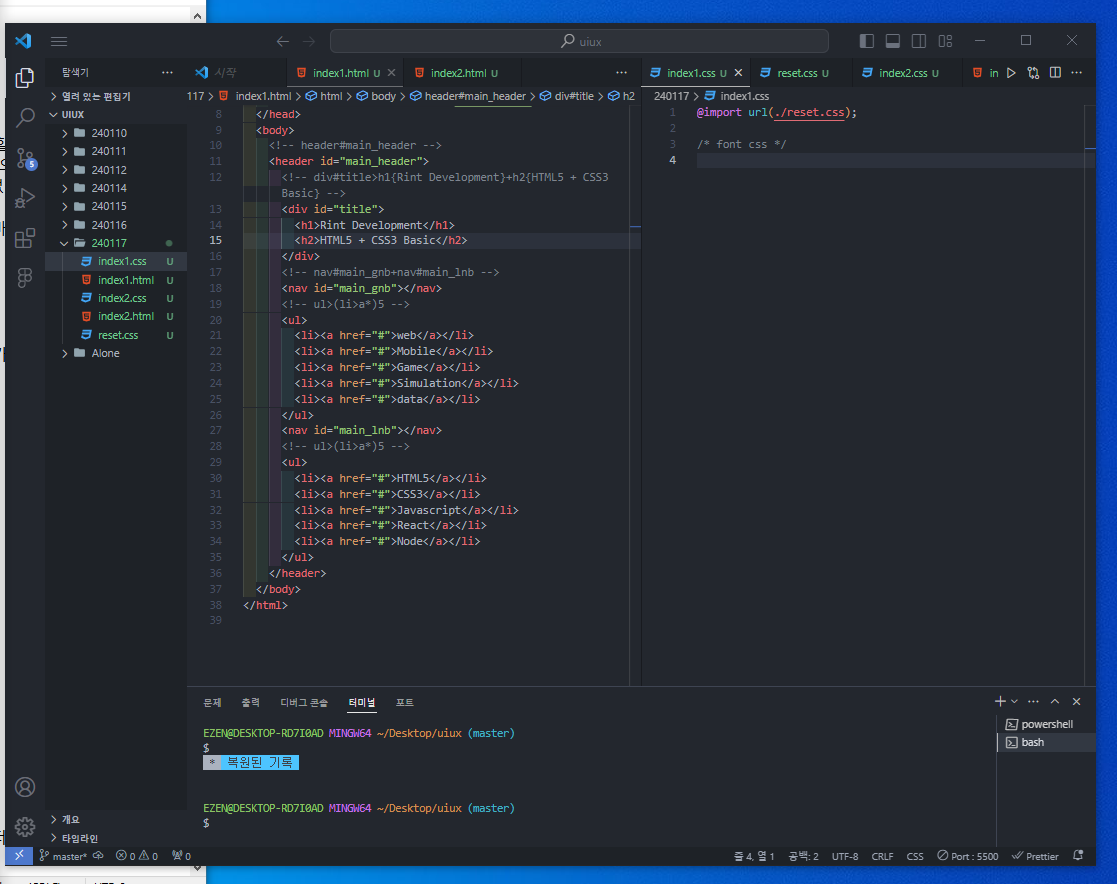 uiux
탐색기 ···
시작
index1.html U
index2.html U
···
index1.css U
reset.css U
index2.css U
in
···
열려 있는 편집기
117 > index1.html > html > body > header#main_header > div#title > h2
240117 > index1.css
UIUX
240110
240111
240112
240114
240115
240116
240117
index1.css U
index1.html U
index2.css U
index2.html U
reset.css U
Alone
5
8 </head>
9 <body>
10 <!-- header#main_header -->
11 <header id="main_header">
12 <!-- div#title>h1{Rint Development}+h2{HTML5 + CSS3
Basic} -->
13 <div id="title">
14 <h1>Rint Development</h1>
15 <h2>HTML5 + CSS3 Basic</h2>
16 </div>
17 <!-- nav#main_gnb+nav#main_lnb -->
18 <nav id="main_gnb"></nav>
19 <!-- ul>(li>a*)5 -->
20 <ul>
21 <li><a href="#">web</a></li>
22 <li><a href="#">Mobile</a></li>
23 <li><a href="#">Game</a></li>
24 <li><a href="#">Simulation</a></li>
25 <li><a href="#">data</a></li>
26 </ul>
27 <nav id="main_lnb"></nav>
28 <!-- ul>(li>a*)5 -->
29 <ul>
30 <li><a href="#">HTML5</a></li>
31 <li><a href="#">CSS3</a></li>
32 <li><a href="#">Javascript</a></li>
33 <li><a href="#">React</a></li>
34 <li><a href="#">Node</a></li>
35 </ul>
36 </header>
37 </body>
38 </html>
39
1 @import url(./reset.css);
2
3 /* font css */
4
문제 출력 디버그 콘솔 터미널 포트
EZEN@DESKTOP-RD7I0AD MINGW64 ~/Desktop/uiux (master)
$
* 복원된 기록
EZEN@DESKTOP-RD7I0AD MINGW64 ~/Desktop/uiux (master)
$
powershell
bash
개요
타임라인
master* 0 0 0
줄 4, 열 1 공백: 2 UTF-8 CRLF CSS Port : 5500 Prettier